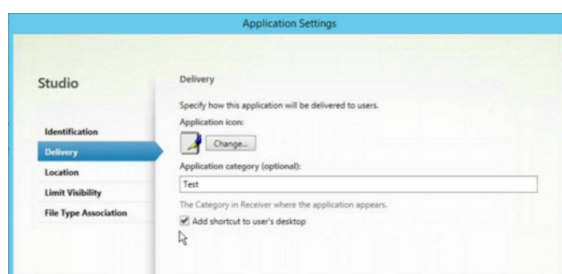 Application Settings
Studio
Identification
Delivery
Location
Limit Visibility
File Type Association
Delivery
Specify how this application will be delivered to users.
Application icon:
Change...
Application category (optional):
Test
The Category in Receiver where the application appears.
Add shortcut to user's desktop